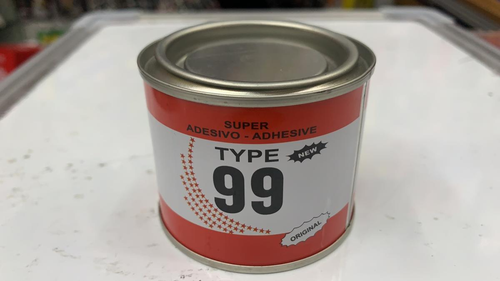 SUPER
ADESIVO - ADHESIVE
TYPE NEW
99
ORIGINAL